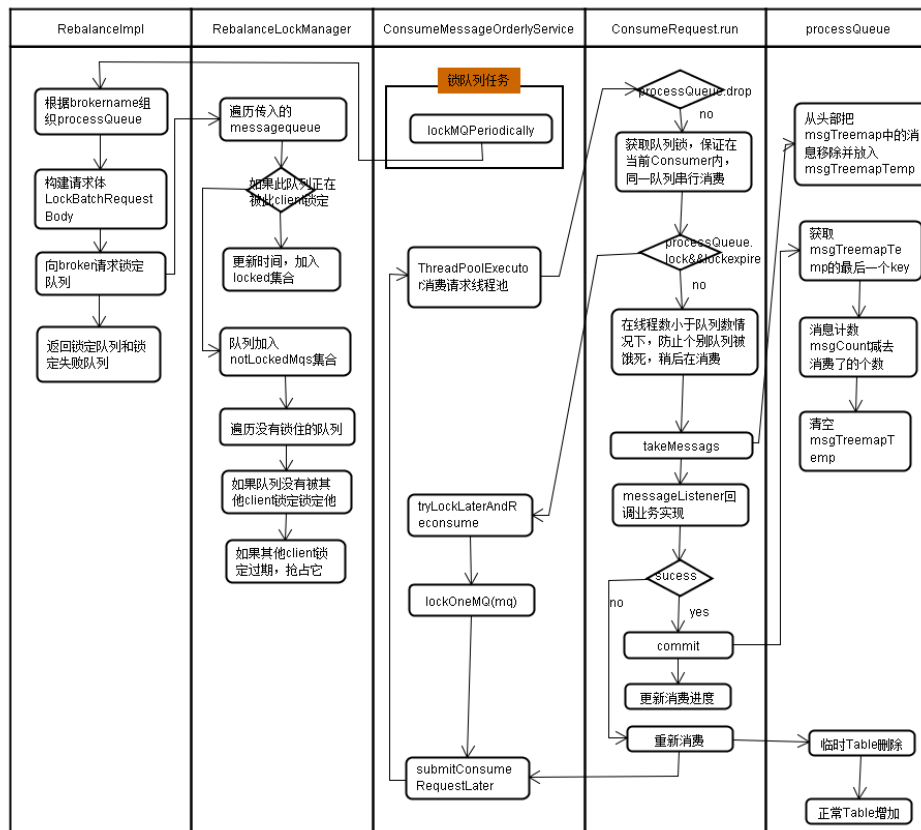 RebalanceImpl
RebalanceLockManager
ConsumeMessageOrderlyService
ConsumeRequest.run
processQueue
根据brokername组
织processQueue
构建请求体
LockBatchRequest
Body
向broker请求锁定
队列
返回锁定队列和锁
定失败队列
遍历传入的
messagequeue
如果此队列正在
被此client锁定
更新时间，加入
locked集合
队列加入
notLockedMqs集合
遍历没有锁住的队列
如果队列没有被其
他client锁定锁定他
如果其他client锁
定过期，抢占它
锁队列任务
lockMQPeriodically
ThreadPoolExecut
or消费请求线程池
tryLockLaterAndR
econsume
lockOneMQ(mq)
submitConsume
RequestLater
processQueue.drop
no
获取队列锁，保证在
当前Consumer内，
同一队列串行消费
processQueue.
lock&&lockexpire
no
在线程数小于队列数情
况下，防止个别队列被
饿死，稍后在消费
takeMessags
messageListener回
调业务实现
sucess
no
yes
commit
更新消费进度
重新消费
从头部把
msgTreemap中的消
息移除并放入
msgTreemapTemp
获取
msgTreemapTe
mp的最后一个key
消息计数
msgCount减去
消费了的个数
清空
msgTreemapT
emp
临时Table删除
正常Table增加